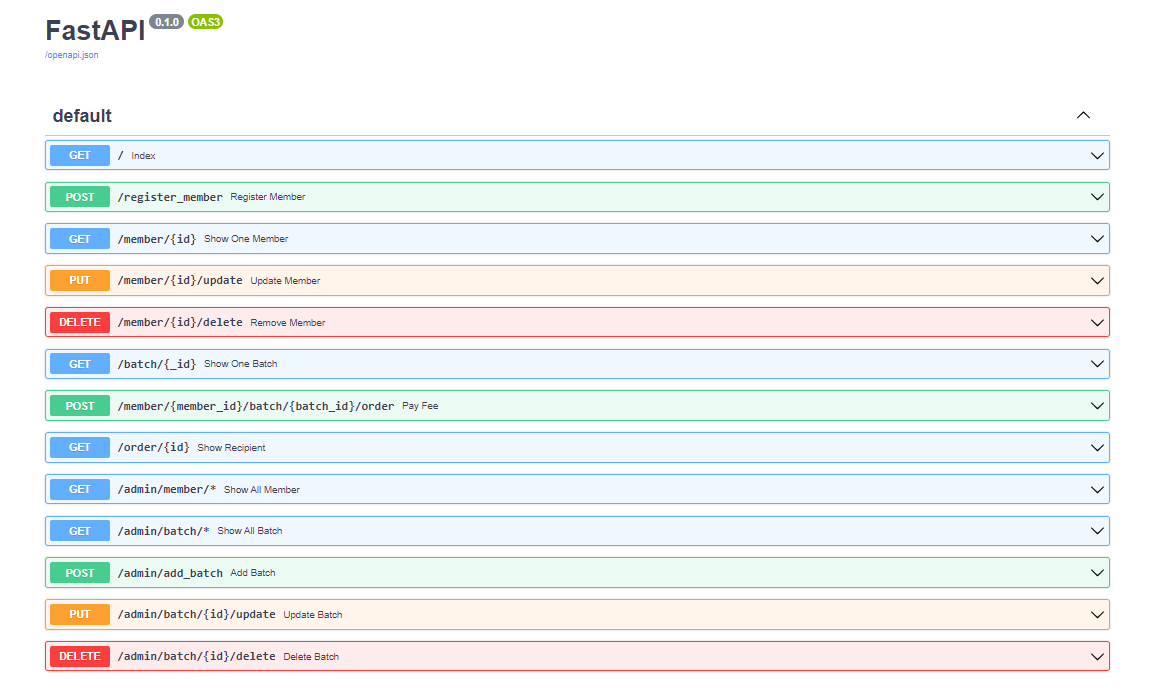 FastAPI 0.1.0 OAS3
/openapi.json
default
GET / Index
POST /register_member Register Member
GET /member/{id} Show One Member
PUT /member/{id}/update Update Member
DELETE /member/{id}/delete Remove Member
GET /batch/{_id} Show One Batch
POST /member/{member_id}/batch/{batch_id}/order Pay Fee
GET /order/{id} Show Recipient
GET /admin/member/* Show All Member
GET /admin/batch/* Show All Batch
POST /admin/add_batch Add Batch
PUT /admin/batch/{id}/update Update Batch
DELETE /admin/batch/{id}/delete Delete Batch